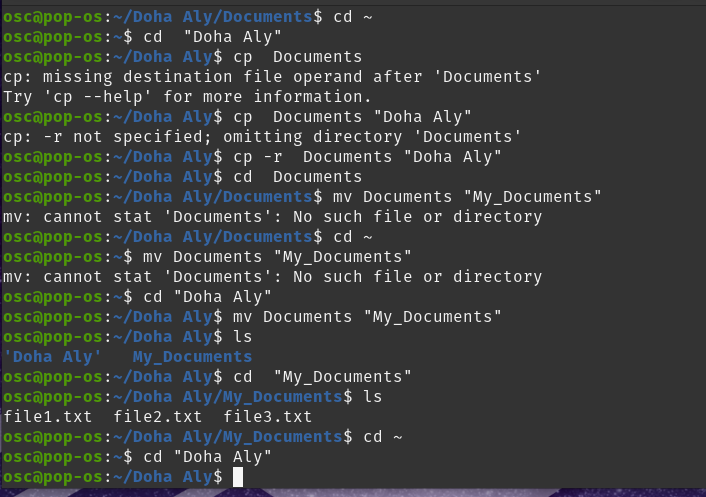 osc@pop-os:~/Doha Aly/Documents$ cd ~
osc@pop-os:~$ cd  "Doha Aly"
osc@pop-os:~/Doha Aly$ cp  Documents
cp: missing destination file operand after 'Documents'
Try 'cp --help' for more information.
osc@pop-os:~/Doha Aly$ cp  Documents "Doha Aly"
cp: -r not specified; omitting directory 'Documents'
osc@pop-os:~/Doha Aly$ cp -r  Documents "Doha Aly"
osc@pop-os:~/Doha Aly$ cd  Documents
osc@pop-os:~/Doha Aly/Documents$ mv Documents "My_Documents"
mv: cannot stat 'Documents': No such file or directory
osc@pop-os:~/Doha Aly/Documents$ cd ~
osc@pop-os:~$ mv Documents "My_Documents"
mv: cannot stat 'Documents': No such file or directory
osc@pop-os:~$ cd "Doha Aly"
osc@pop-os:~/Doha Aly$ mv Documents "My_Documents"
osc@pop-os:~/Doha Aly$ ls
'Doha Aly'   My_Documents
osc@pop-os:~/Doha Aly$ cd  "My_Documents"
osc@pop-os:~/Doha Aly/My_Documents$ ls
file1.txt  file2.txt  file3.txt
osc@pop-os:~/Doha Aly/My_Documents$ cd ~
osc@pop-os:~$ cd "Doha Aly"
osc@pop-os:~/Doha Aly$